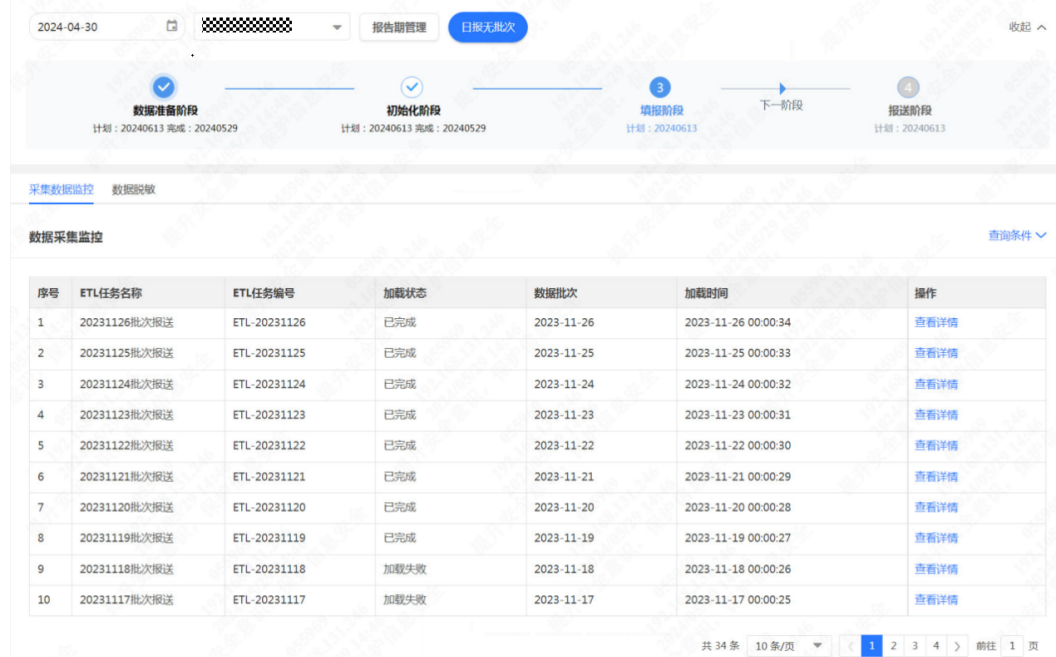 2024-04-30 报告期管理 日报无批次 收起
3 4
数据准备阶段 初始化阶段 填报阶段 下一阶段 报送阶段
计划：20240613 完成：20240529 计划：20240613 完成：20240529 计划：20240613 计划：20240613
采集数据监控 数据脱敏
数据采集监控 查询条件
序号 ETL任务名称 ETL任务编号 加载状态 数据批次 加载时间 操作
1 20231126批次报送 ETL-20231126 已完成 2023-11-26 2023-11-26 00:00:34 查看详情
2 20231125批次报送 ETL-20231125 已完成 2023-11-25 2023-11-25 00:00:33 查看详情
3 20231124批次报送 ETL-20231124 已完成 2023-11-24 2023-11-24 00:00:32 查看详情
4 20231123批次报送 ETL-20231123 已完成 2023-11-23 2023-11-23 00:00:31 查看详情
5 20231122批次报送 ETL-20231122 已完成 2023-11-22 2023-11-22 00:00:30 查看详情
6 20231121批次报送 ETL-20231121 已完成 2023-11-21 2023-11-21 00:00:29 查看详情
7 20231120批次报送 ETL-20231120 已完成 2023-11-20 2023-11-20 00:00:28 查看详情
8 20231119批次报送 ETL-20231119 已完成 2023-11-19 2023-11-19 00:00:27 查看详情
9 20231118批次报送 ETL-20231118 加载失败 2023-11-18 2023-11-18 00:00:26 查看详情
10 20231117批次报送 ETL-20231117 加载失败 2023-11-17 2023-11-17 00:00:25 查看详情
共 34 条 10 条/页 1 2 3 4 前往 1 页